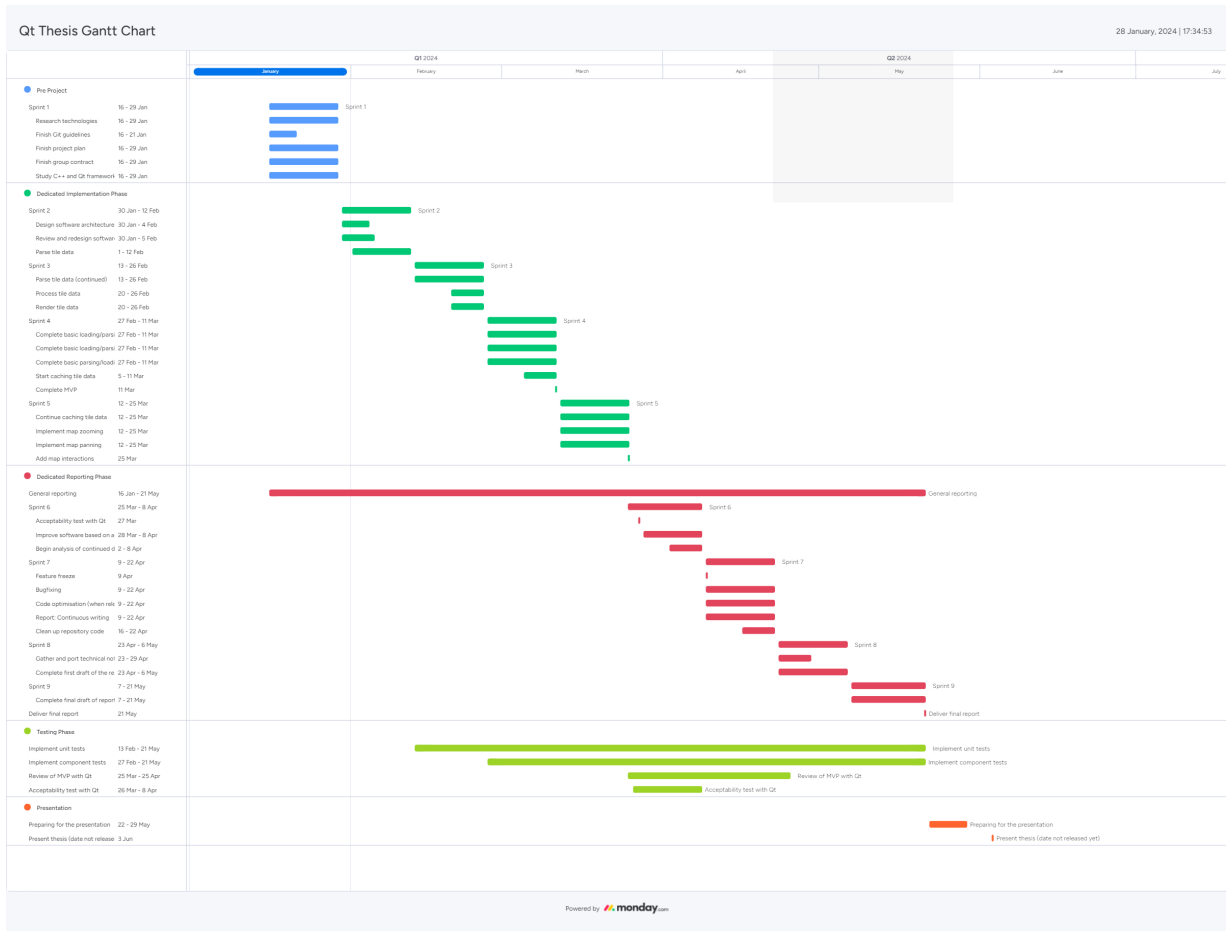 Qt Thesis Gantt Chart
28 January, 2024 | 17:34:53
Q1 2024
Q2 2024
January
February
March
April
May
June
July
Pre Project
Sprint 1 16 - 29 Jan Sprint 1
Research technologies 16 - 29 Jan
Finish Git guidelines 16 - 21 Jan
Finish project plan 16 - 29 Jan
Finish group contract 16 - 29 Jan
Study C++ and Qt framework 16 - 29 Jan
Dedicated Implementation Phase
Sprint 2 30 Jan - 12 Feb Sprint 2
Design software architecture 30 Jan - 4 Feb
Review and redesign softwar 30 Jan - 5 Feb
Parse tile data 1 - 12 Feb
Sprint 3 13 - 26 Feb Sprint 3
Parse tile data (continued) 13 - 26 Feb
Process tile data 20 - 26 Feb
Render tile data 20 - 26 Feb
Sprint 4 27 Feb - 11 Mar Sprint 4
Complete basic loading/parsi 27 Feb - 11 Mar
Complete basic loading/parsi 27 Feb - 11 Mar
Complete basic parsing/loadi 27 Feb - 11 Mar
Start caching tile data 5 - 11 Mar
Complete MVP 11 Mar
Sprint 5 12 - 25 Mar Sprint 5
Continue caching tile data 12 - 25 Mar
Implement map zooming 12 - 25 Mar
Implement map panning 12 - 25 Mar
Add map interactions 25 Mar
Dedicated Reporting Phase
General reporting 16 Jan - 21 May General reporting
Sprint 6 25 Mar - 8 Apr Sprint 6
Acceptability test with Qt 27 Mar
Improve software based on a 28 Mar - 8 Apr
Begin analysis of continued d 2 - 8 Apr
Sprint 7 9 - 22 Apr Sprint 7
Feature freeze 9 Apr
Bugfixing 9 - 22 Apr
Code optimisation (when rele 9 - 22 Apr
Report: Continuous writing 9 - 22 Apr
Clean up repository code 16 - 22 Apr
Sprint 8 23 Apr - 6 May Sprint 8
Gather and port technical not 23 - 29 Apr
Complete first draft of the re 23 Apr - 6 May
Sprint 9 7 - 21 May Sprint 9
Complete final draft of report 7 - 21 May
Deliver final report 21 May Deliver final report
Testing Phase
Implement unit tests 13 Feb - 21 May Implement unit tests
Implement component tests 27 Feb - 21 May Implement component tests
Review of MVP with Qt 25 Mar - 25 Apr Review of MVP with Qt
Acceptability test with Qt 26 Mar - 8 Apr Acceptability test with Qt
Presentation
Preparing for the presentation 22 - 29 May Preparing for the presentation
Present thesis (date not release 3 Jun Present thesis (date not released yet)
Powered by monday.com